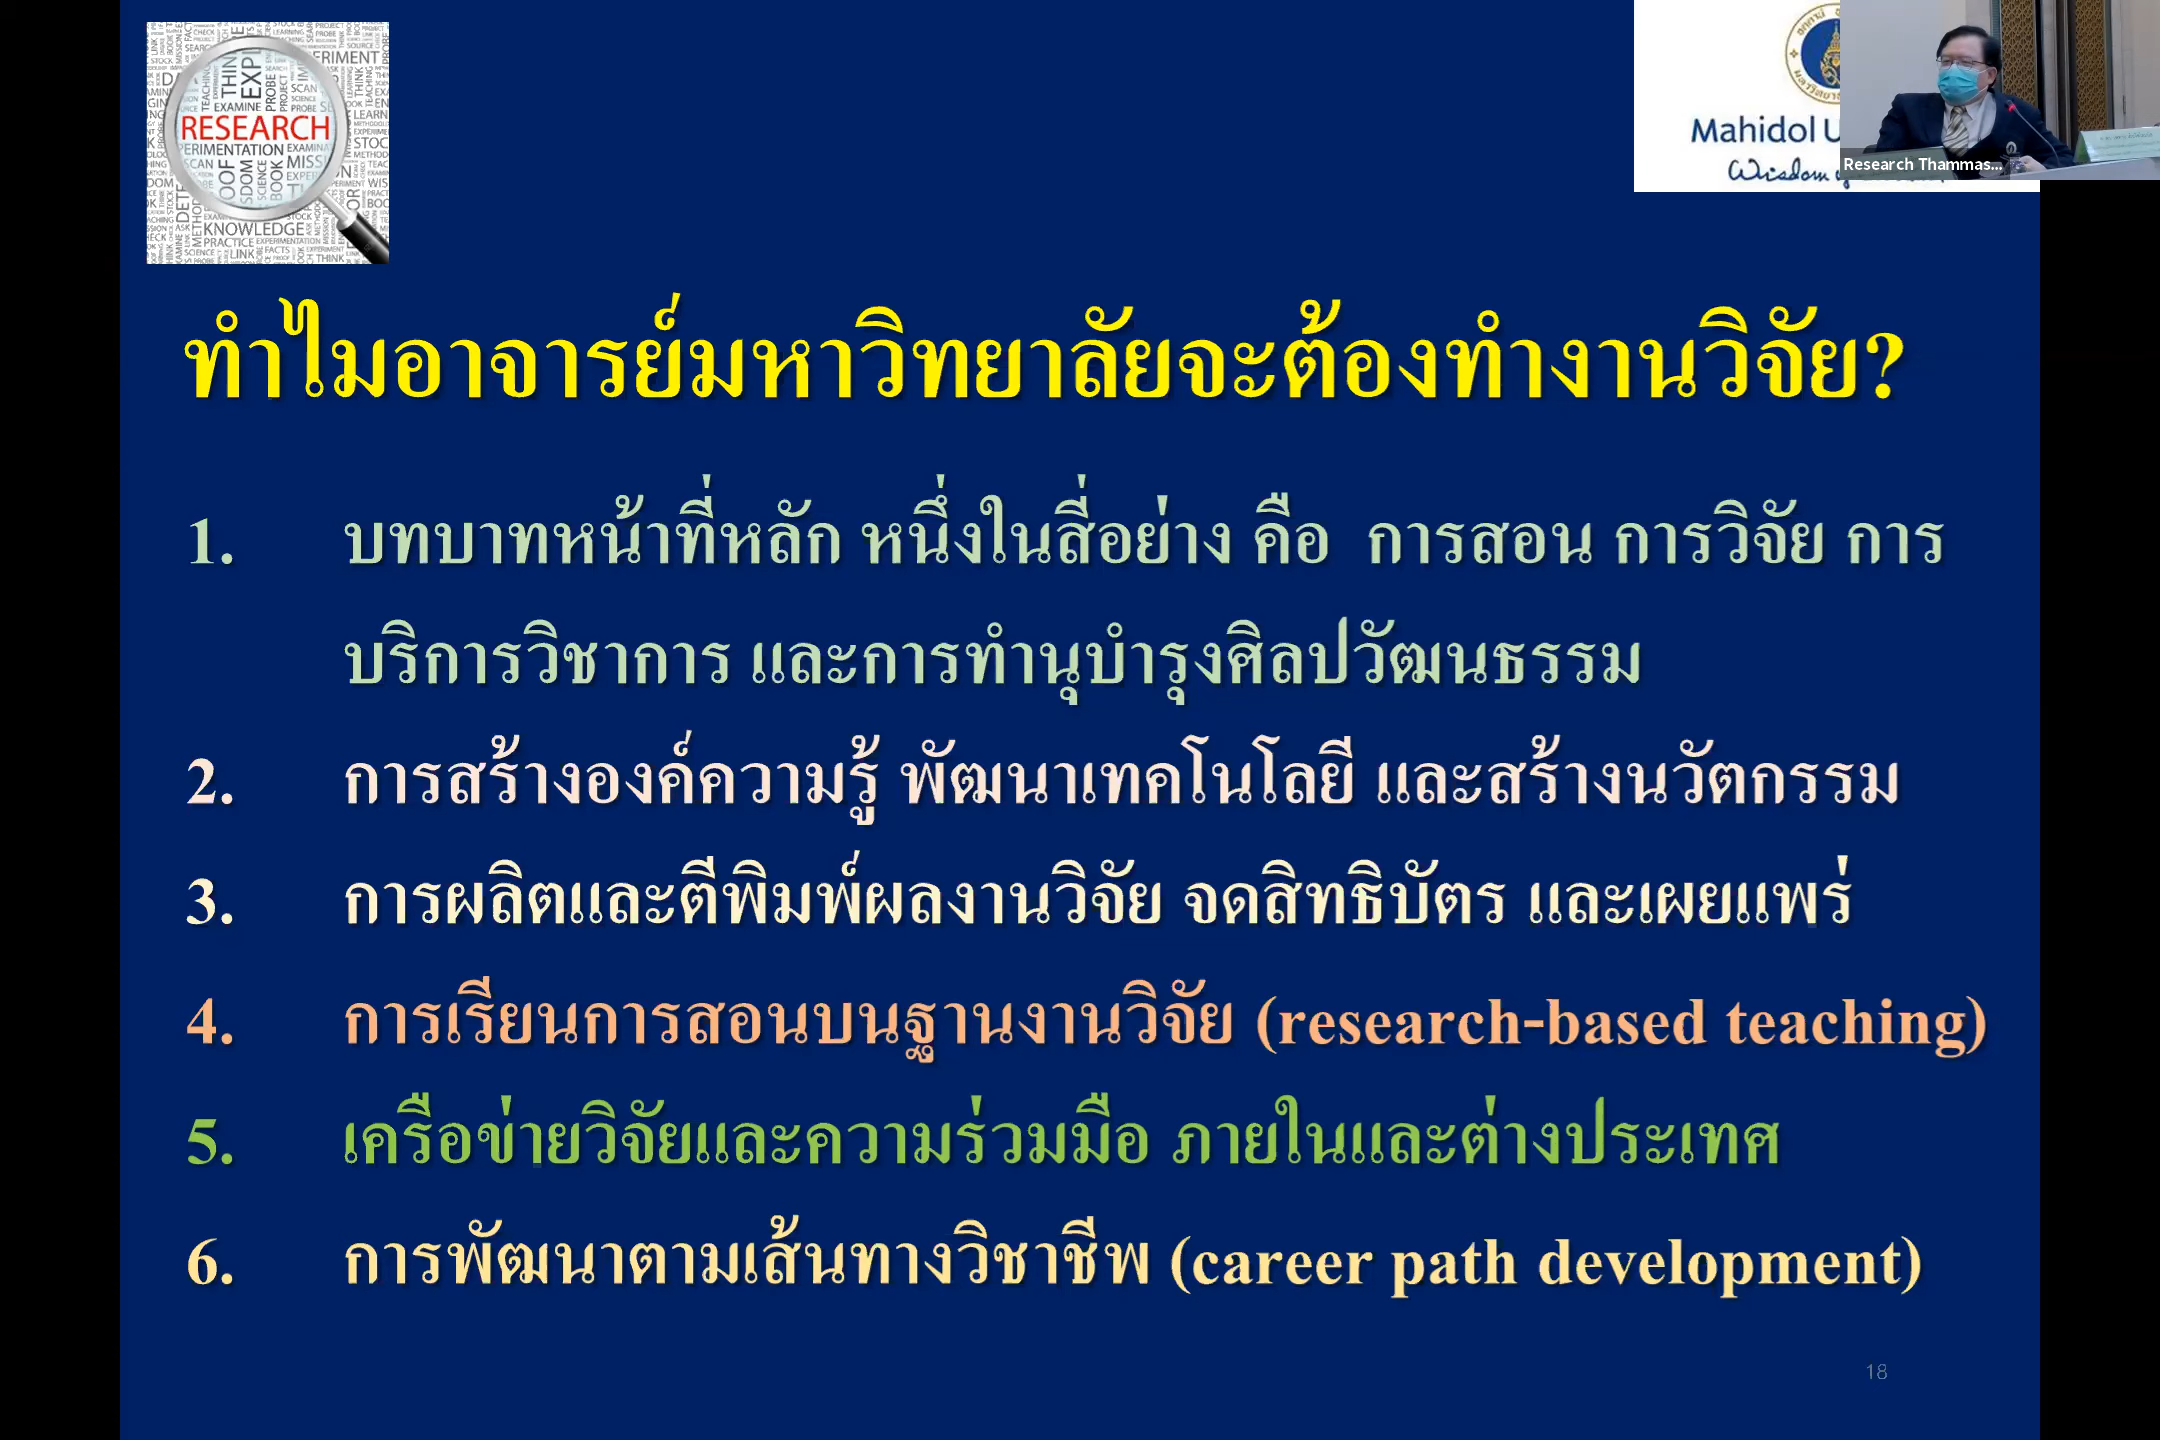 RESEARCH
EXAMINE
KNOWLEDGE
PRACTICE
Mahidol U
Wisdom
Research Thammas...
ทำไมอาจารย์มหาวิทยาลัยจะต้องทำงานวิจัย?
1. บทบาทหน้าที่หลัก หนึ่งในสี่อย่าง คือ การสอน การวิจัย การ
บริการวิชาการ และการทำนุบำรุงศิลปวัฒนธรรม
2. การสร้างองค์ความรู้ พัฒนาเทคโนโลยี และสร้างนวัตกรรม
3. การผลิตและตีพิมพ์ผลงานวิจัย จดสิทธิบัตร และเผยแพร่
4. การเรียนการสอนบนฐานงานวิจัย (research-based teaching)
5. เครือข่ายวิจัยและความร่วมมือ ภายในและต่างประเทศ
6. การพัฒนาตามเส้นทางวิชาชีพ (career path development)
18